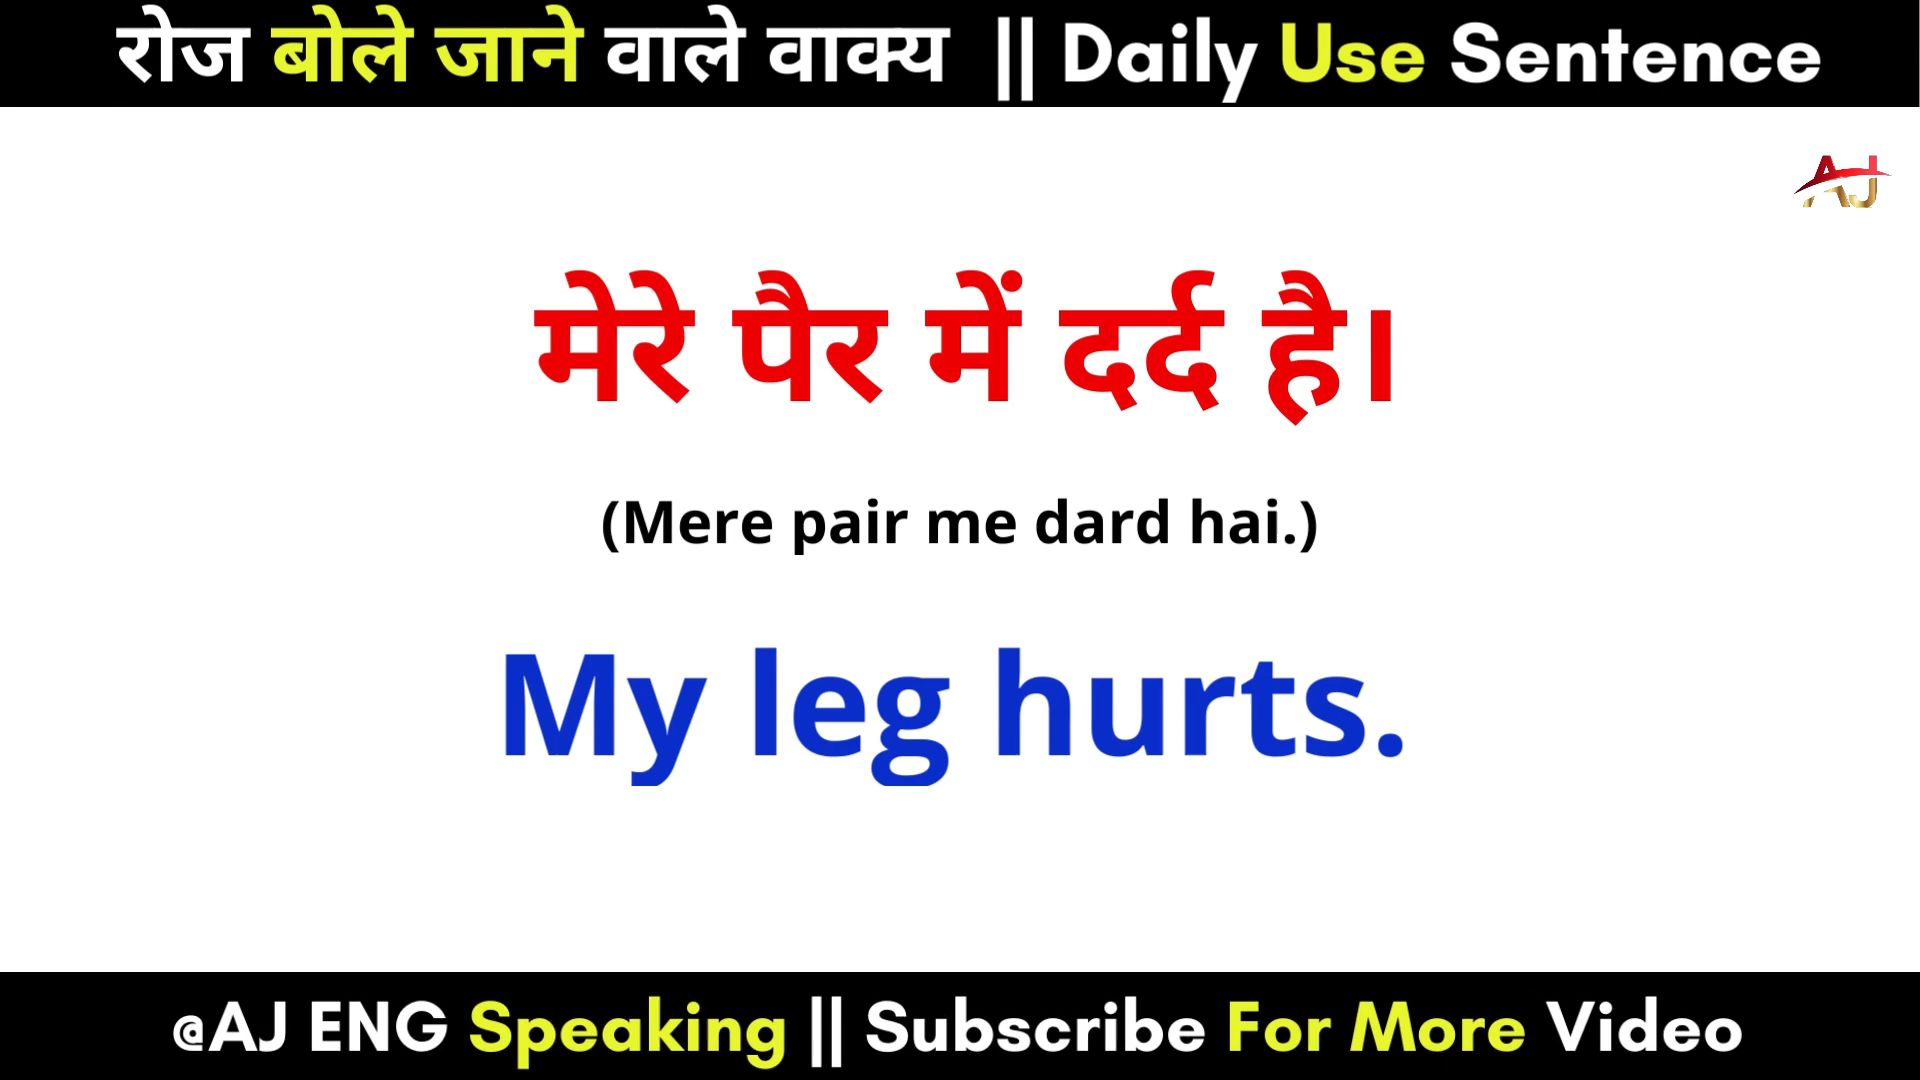 रोज बोले जाने वाले वाक्य || Daily Use Sentence
AJ
मेरे पैर में दर्द है।
(Mere pair me dard hai.)
My leg hurts.
@AJ ENG Speaking || Subscribe For More Video